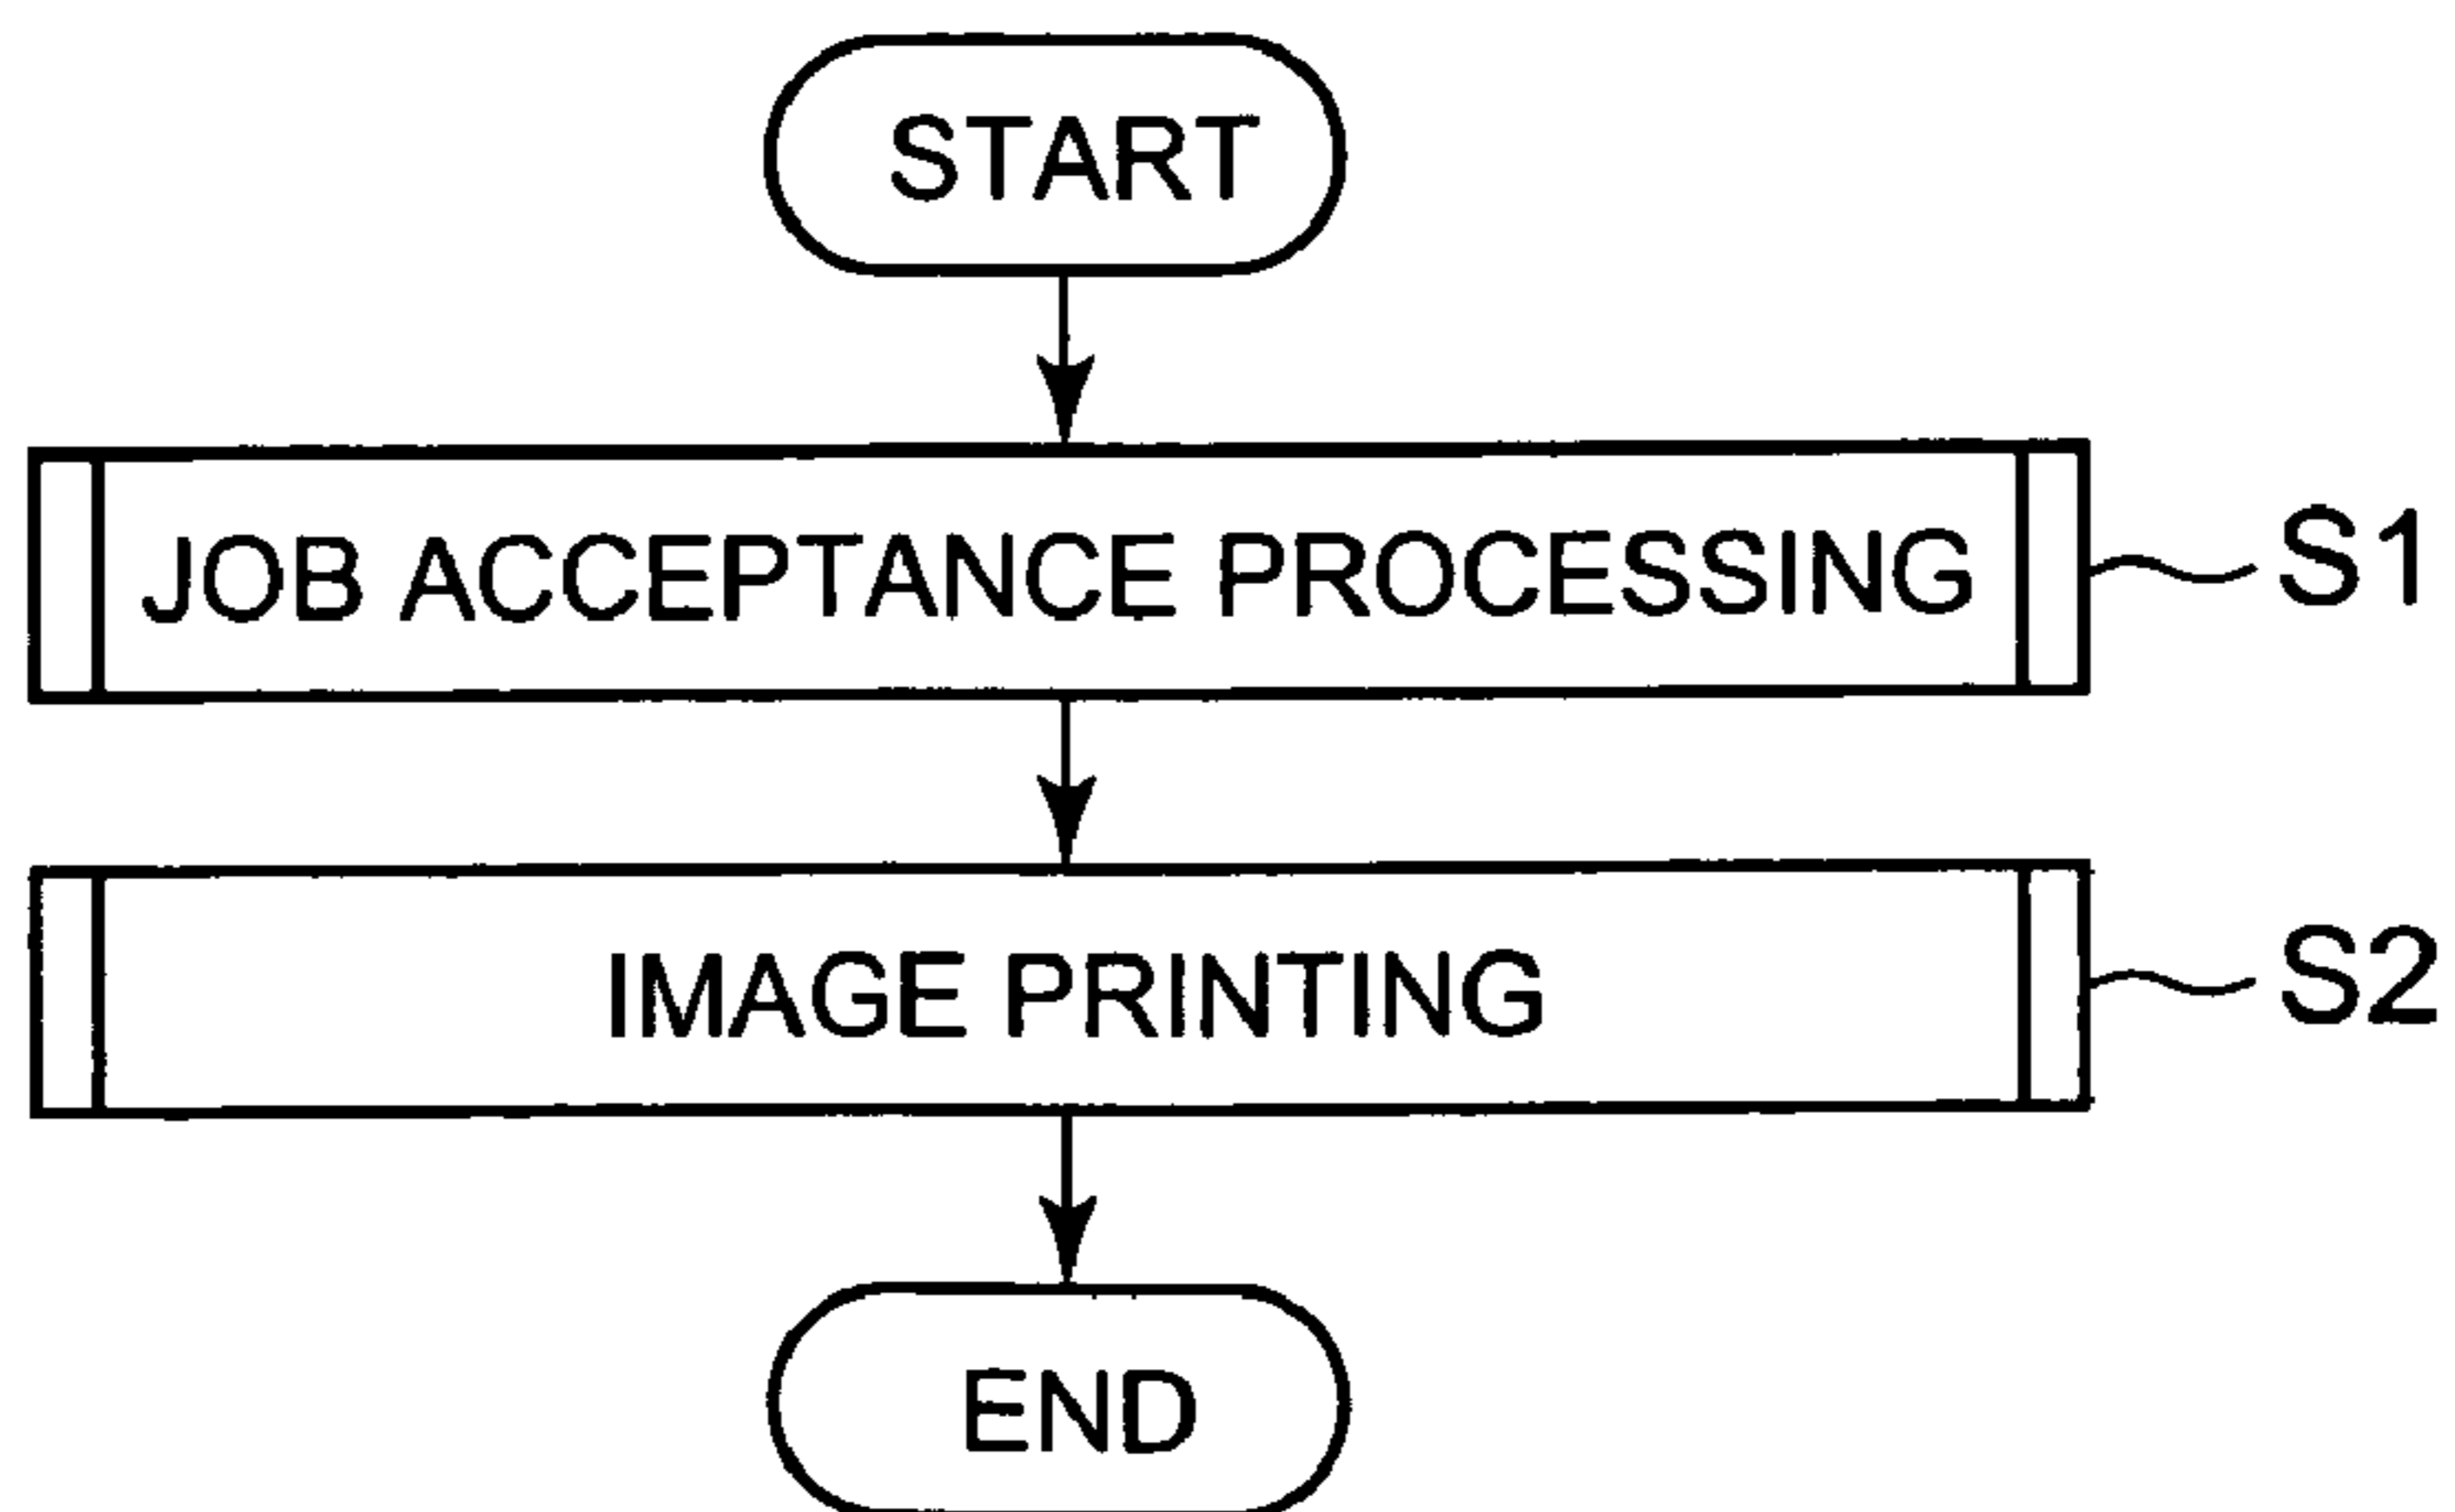 START
JOB ACCEPTANCE PROCESSING S1
IMAGE PRINTING S2
END